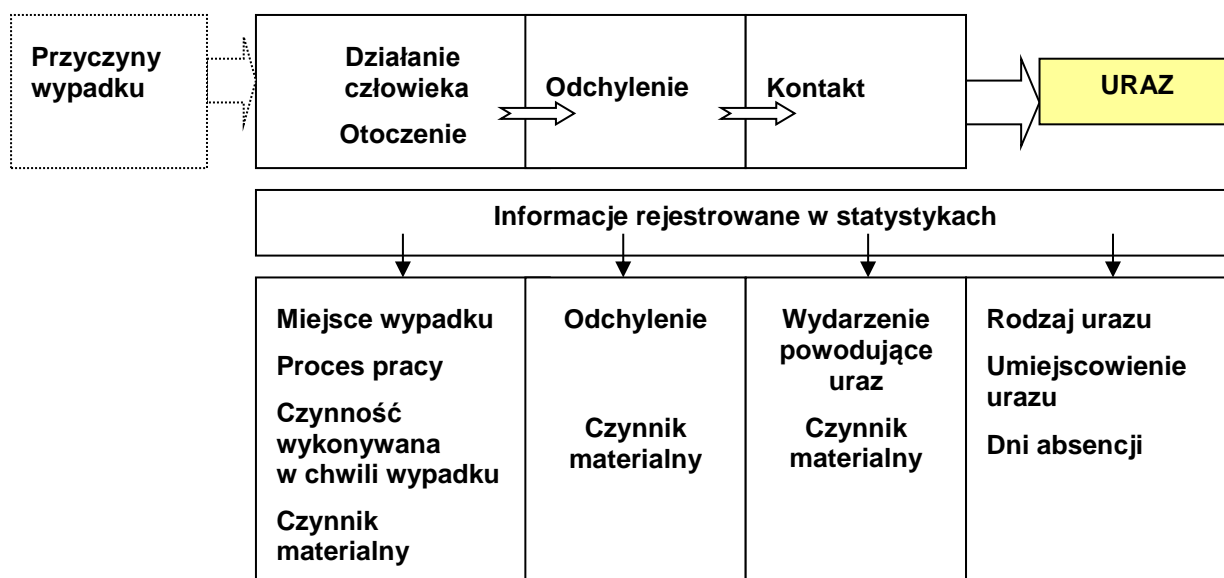 Przyczyny
wypadku
Działanie
człowieka
Otoczenie
Odchylenie
Kontakt
URAZ
Informacje rejestrowane w statystykach
Miejsce wypadku
Proces pracy
Czynność
wykonywana
w chwili wypadku
Czynnik
materialny
Odchylenie
Czynnik
materialny
Wydarzenie
powodujące
uraz
Czynnik
materialny
Rodzaj urazu
Umiejscowienie
urazu
Dni absencji